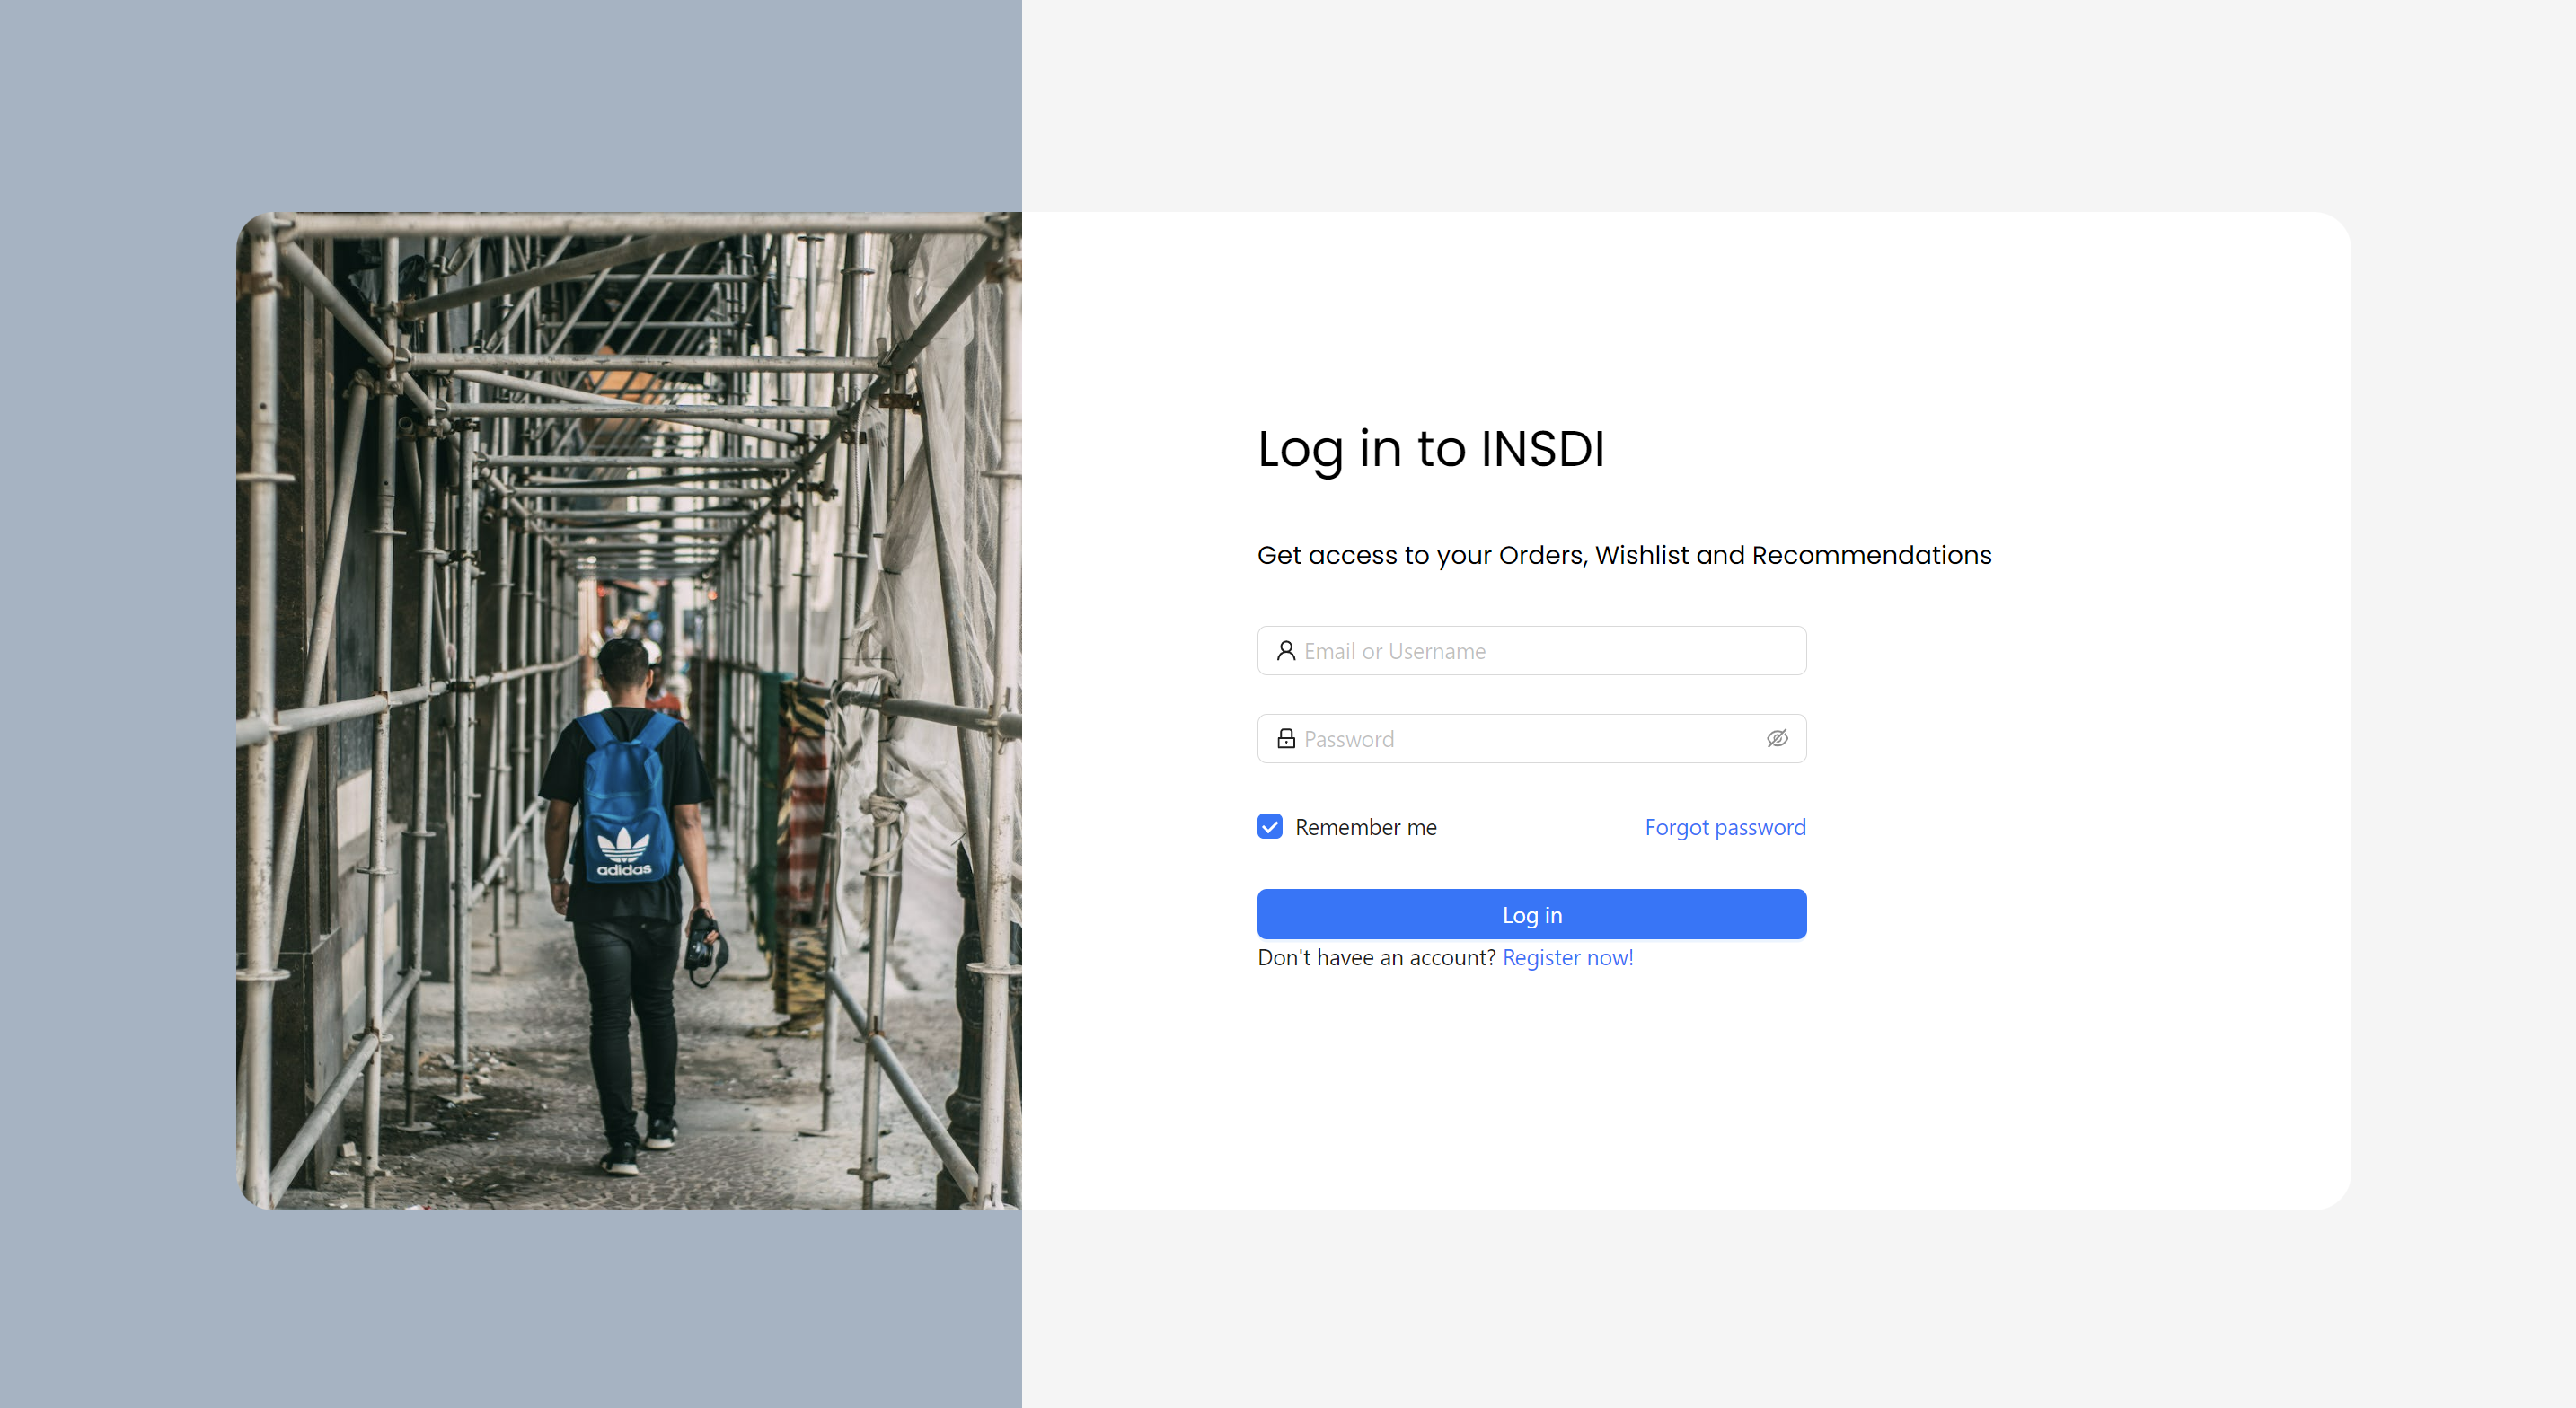 Log in to INSDI
Get access to your Orders, Wishlist and Recommendations
Email or Username
Password
Remember me
Forgot password
Log in
Don't havee an account? Register now!
adidas